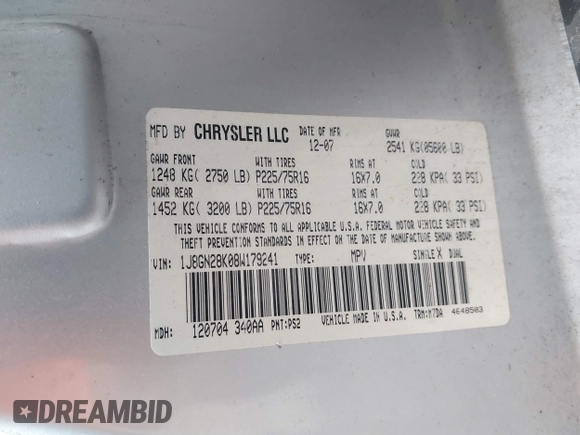 MFD BY CHRYSLER LLC DATE OF MFR 12-07 GVWR 2541 KG(05600 LB)
GAWR FRONT WITH TIRES RIMS AT COLD
1248 KG( 2750 LB) P225/75R16 16X7.0 228 KPA( 33 PSI)
GAWR REAR WITH TIRES RIMS AT COLD
1452 KG( 3200 LB) P225/75R16 16X7.0 228 KPA( 33 PSI)
THIS VEHICLE CONFORMS TO ALL APPLICABLE U.S.A. FEDERAL MOTOR VEHICLE SAFETY AND
THEFT PREVENTION STANDARDS IN EFFECT ON THE DATE OF MANUFACTURE SHOWN ABOVE.
VIN: 1J8GN28K08W179241 TYPE: MPV SINGLE X DUAL
MDH: 120704 340AA PNT:PS2 VEHICLE MADE IN U.S.A. TRM:M7DA 4648503
DREAMBID